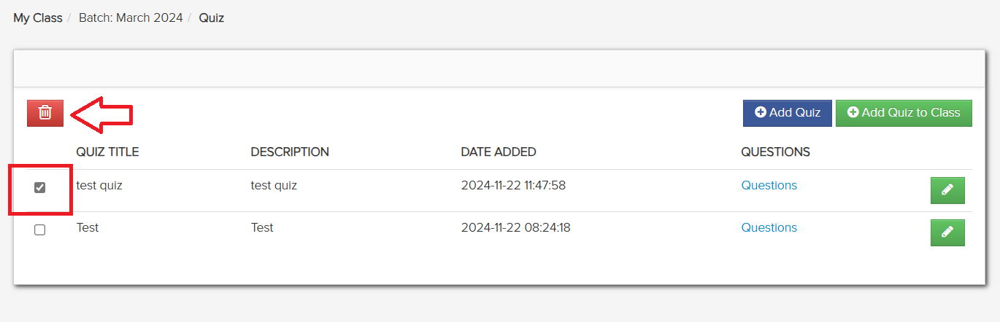 My Class / Batch: March 2024 / Quiz
Add Quiz Add Quiz to Class
QUIZ TITLE DESCRIPTION DATE ADDED QUESTIONS
test quiz test quiz 2024-11-22 11:47:58 Questions
Test Test 2024-11-22 08:24:18 Questions